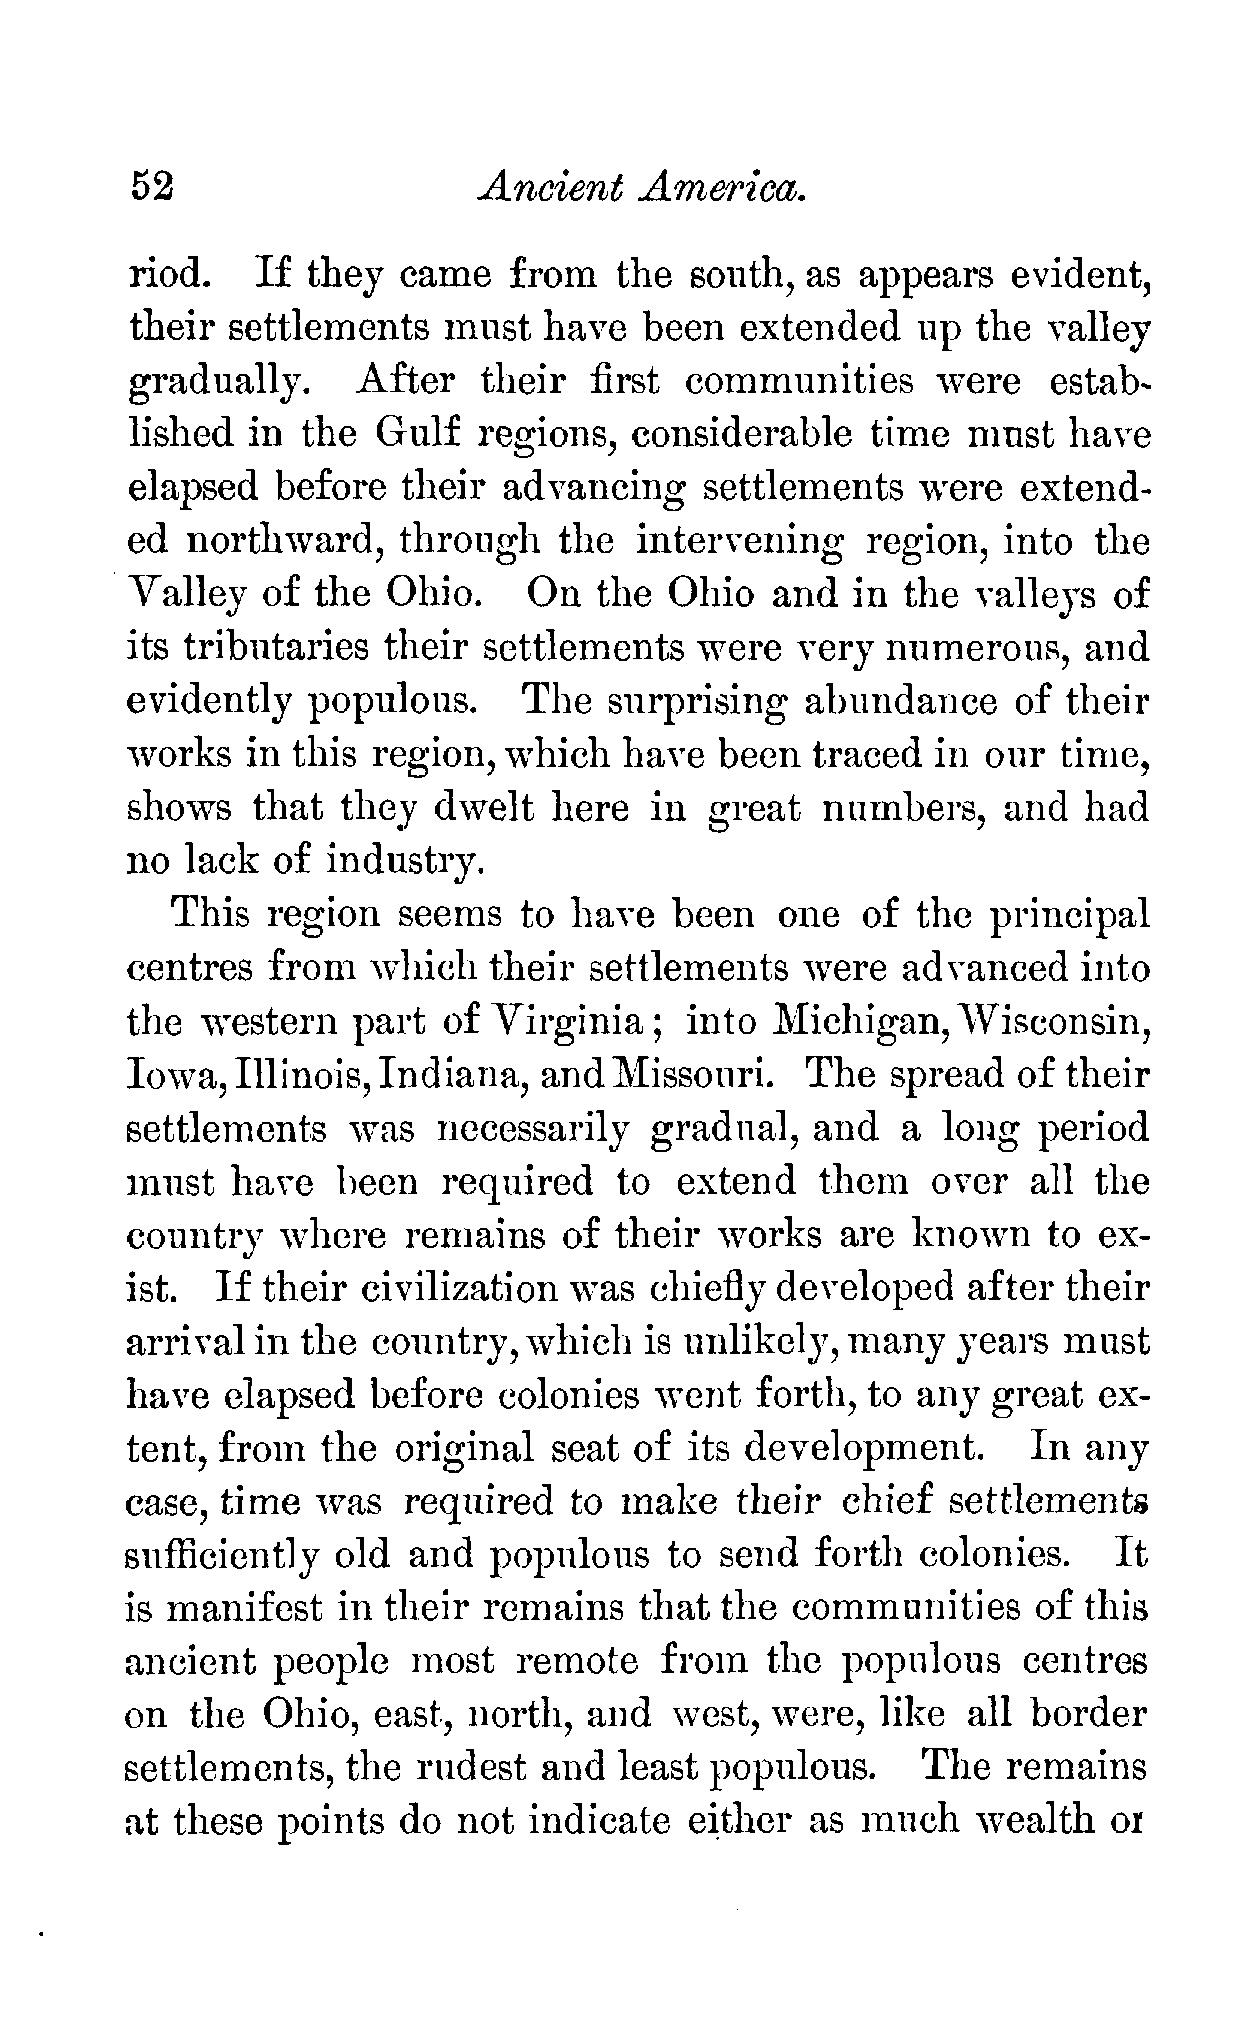 52 Ancient America.
riod. If they came from the south, as appears evident,
their settlements must have been extended up the valley
gradually. After their first communities were estab-
lished in the Gulf regions, considerable time must have
elapsed before their advancing settlements were extend-
ed northward, through the intervening region, into the
Valley of the Ohio. On the Ohio and in the valleys of
its tributaries their settlements were very numerous, and
evidently populous. The surprising abundance of their
works in this region, which have been traced in our time,
shows that they dwelt here in great numbers, and had
no lack of industry.
This region seems to have been one of the principal
centres from which their settlements were advanced into
the western part of Virginia; into Michigan, Wisconsin,
Iowa, Illinois, Indiana, and Missouri. The spread of their
settlements was necessarily gradual, and a long period
must have been required to extend them over all the
country where remains of their works are known to ex-
ist. If their civilization was chiefly developed after their
arrival in the country, which is unlikely, many years must
have elapsed before colonies went forth, to any great ex-
tent, from the original seat of its development. In any
case, time was required to make their chief settlements
sufficiently old and populous to send forth colonies. It
is manifest in their remains that the communities of this
ancient people most remote from the populous centres
on the Ohio, east, north, and west, were, like all border
settlements, the rudest and least populous. The remains
at these points do not indicate either as much wealth or